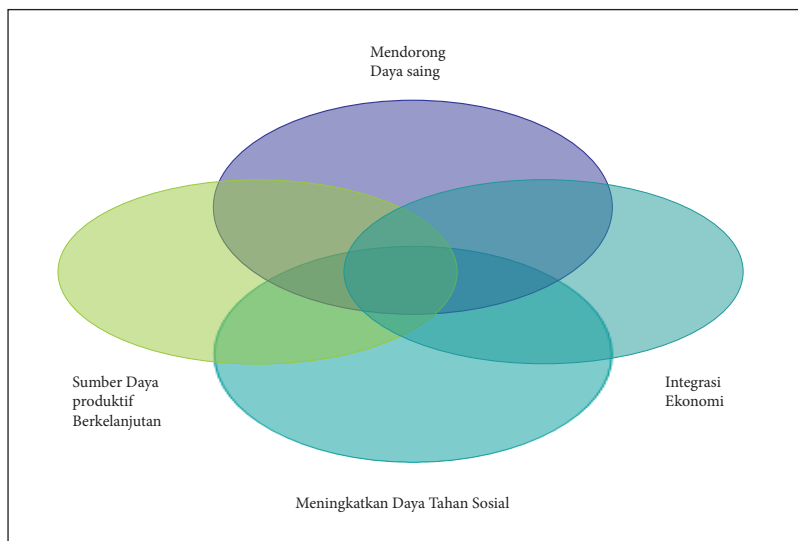 Mendorong
Daya saing
Sumber Daya
produktif
Berkelanjutan
Integrasi
Ekonomi
Meningkatkan Daya Tahan Sosial